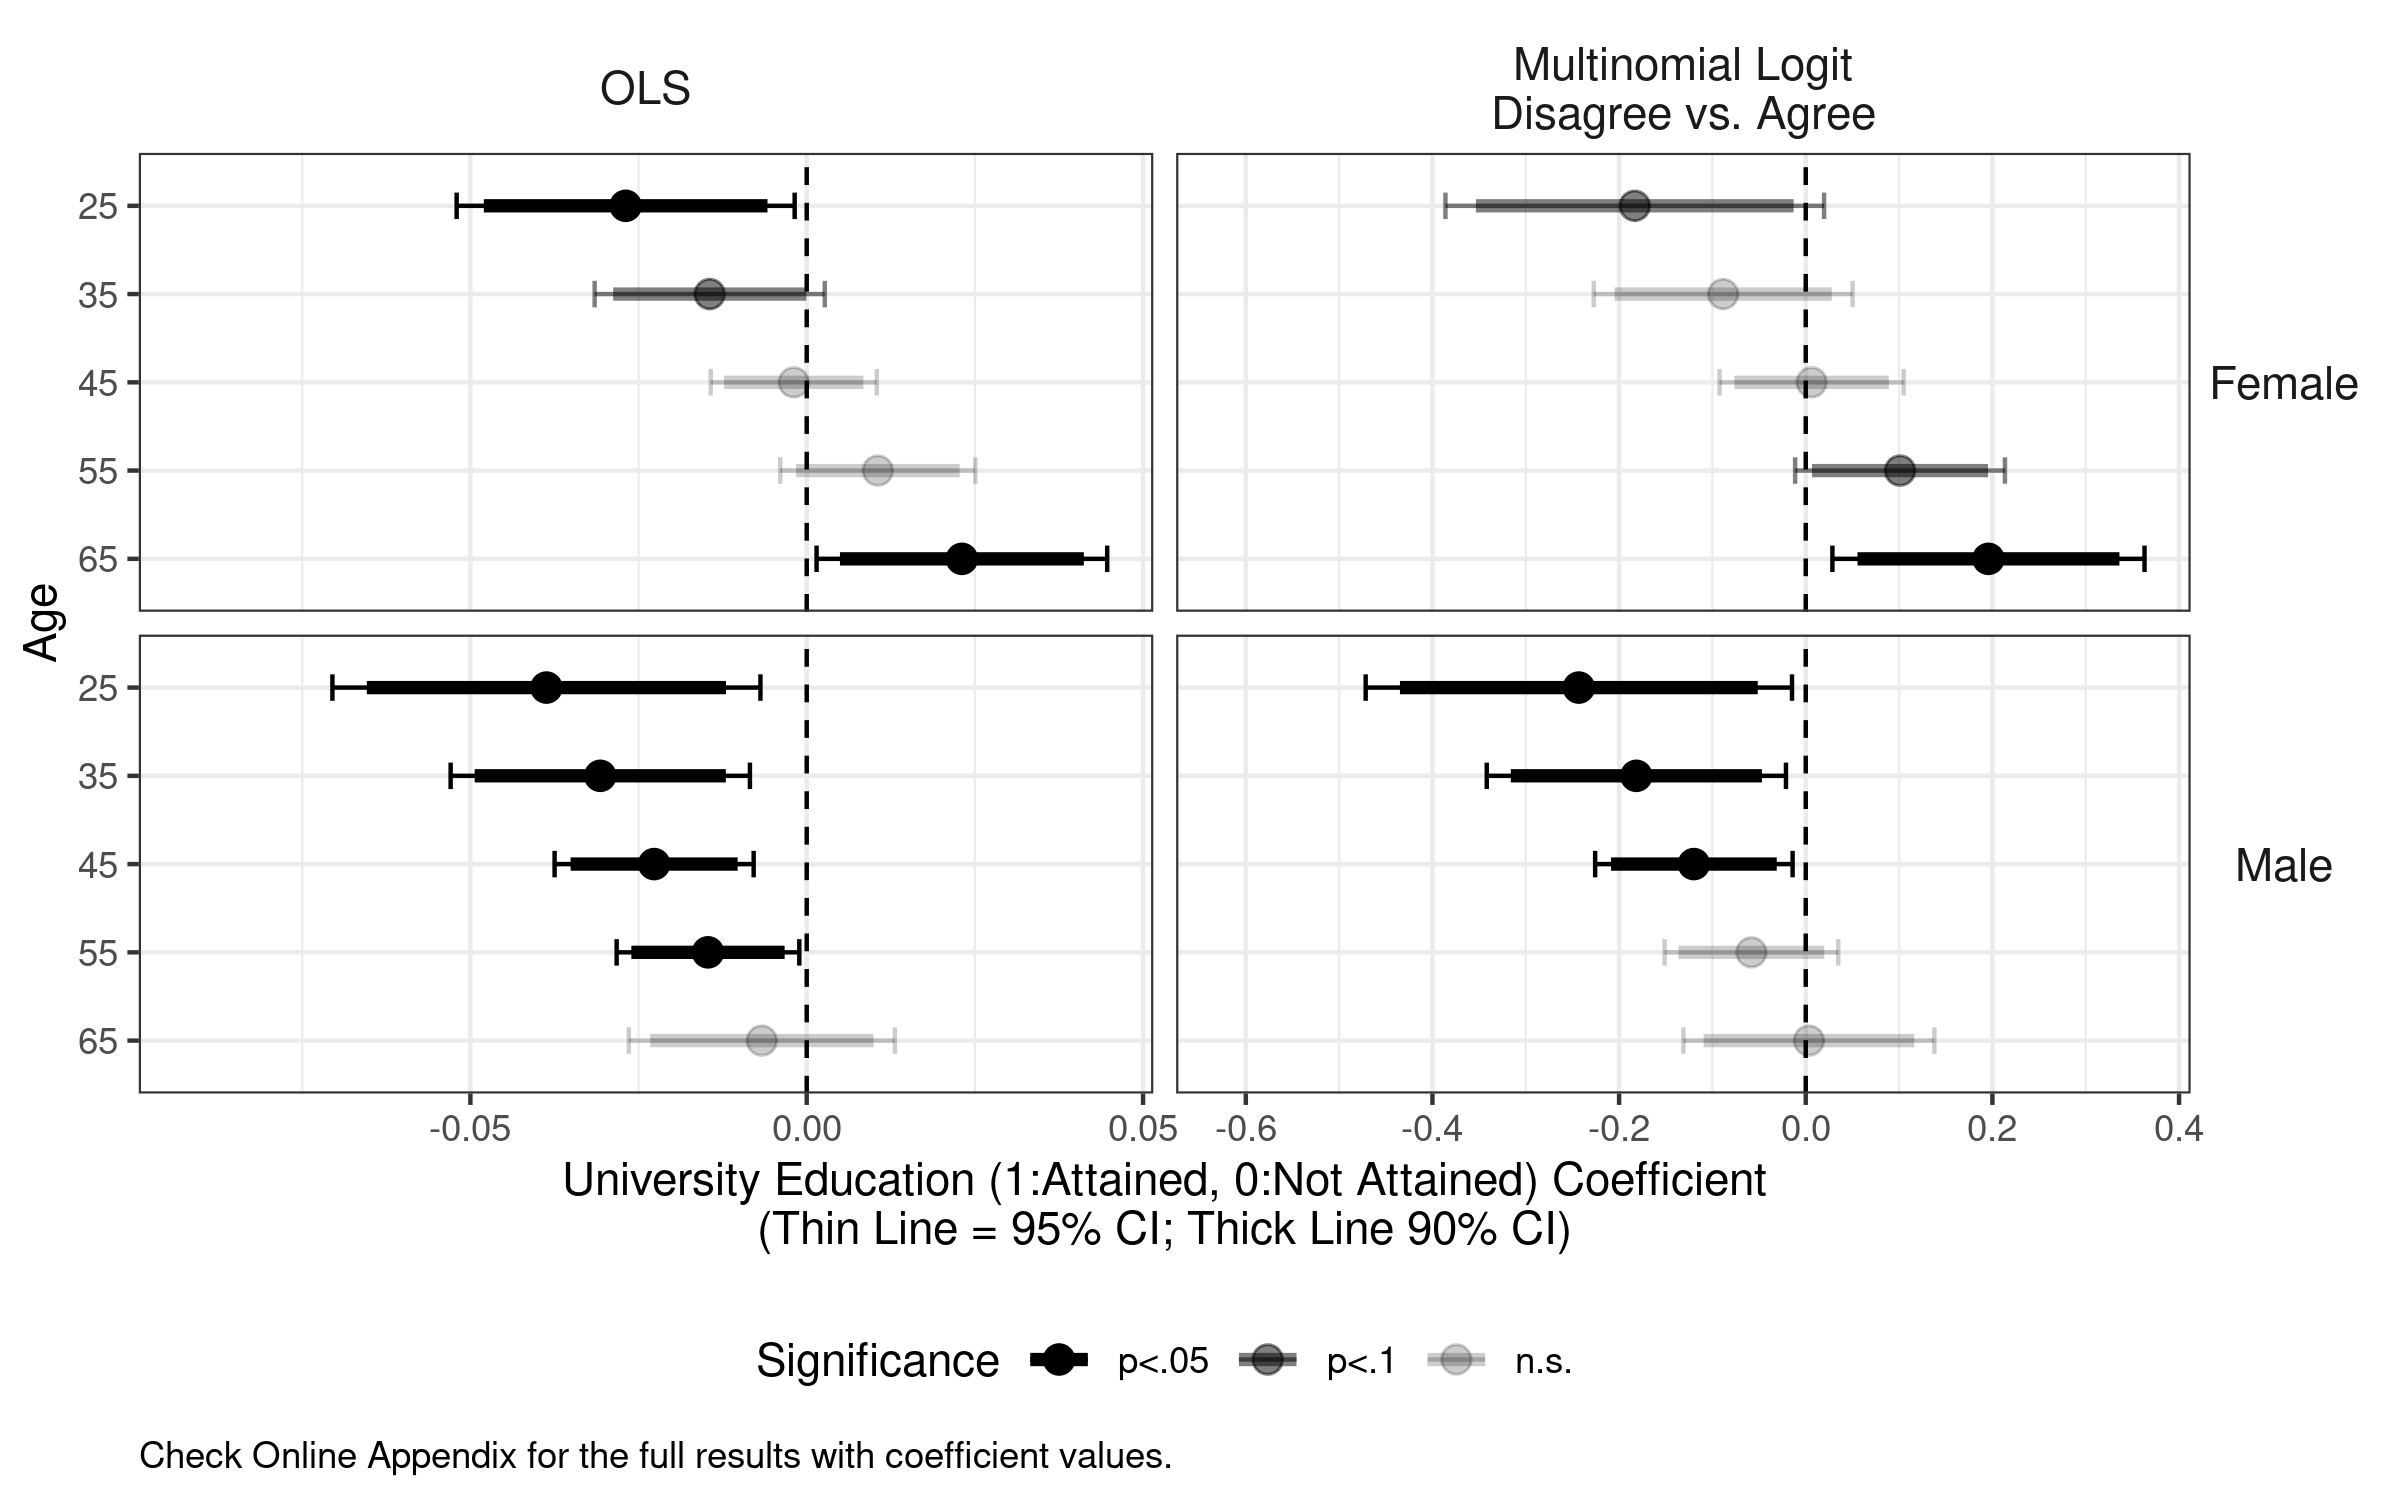 OLS
Multinomial Logit
Disagree vs. Agree
Age
25
35
45
55
65
Female
25
35
45
55
65
Male
-0.05
0.00
0.05
-0.6
-0.4
-0.2
0.0
0.2
0.4
University Education (1:Attained, 0:Not Attained) Coefficient
(Thin Line = 95% CI; Thick Line 90% CI)
Significance p<.05 p<.1 n.s.
Check Online Appendix for the full results with coefficient values.